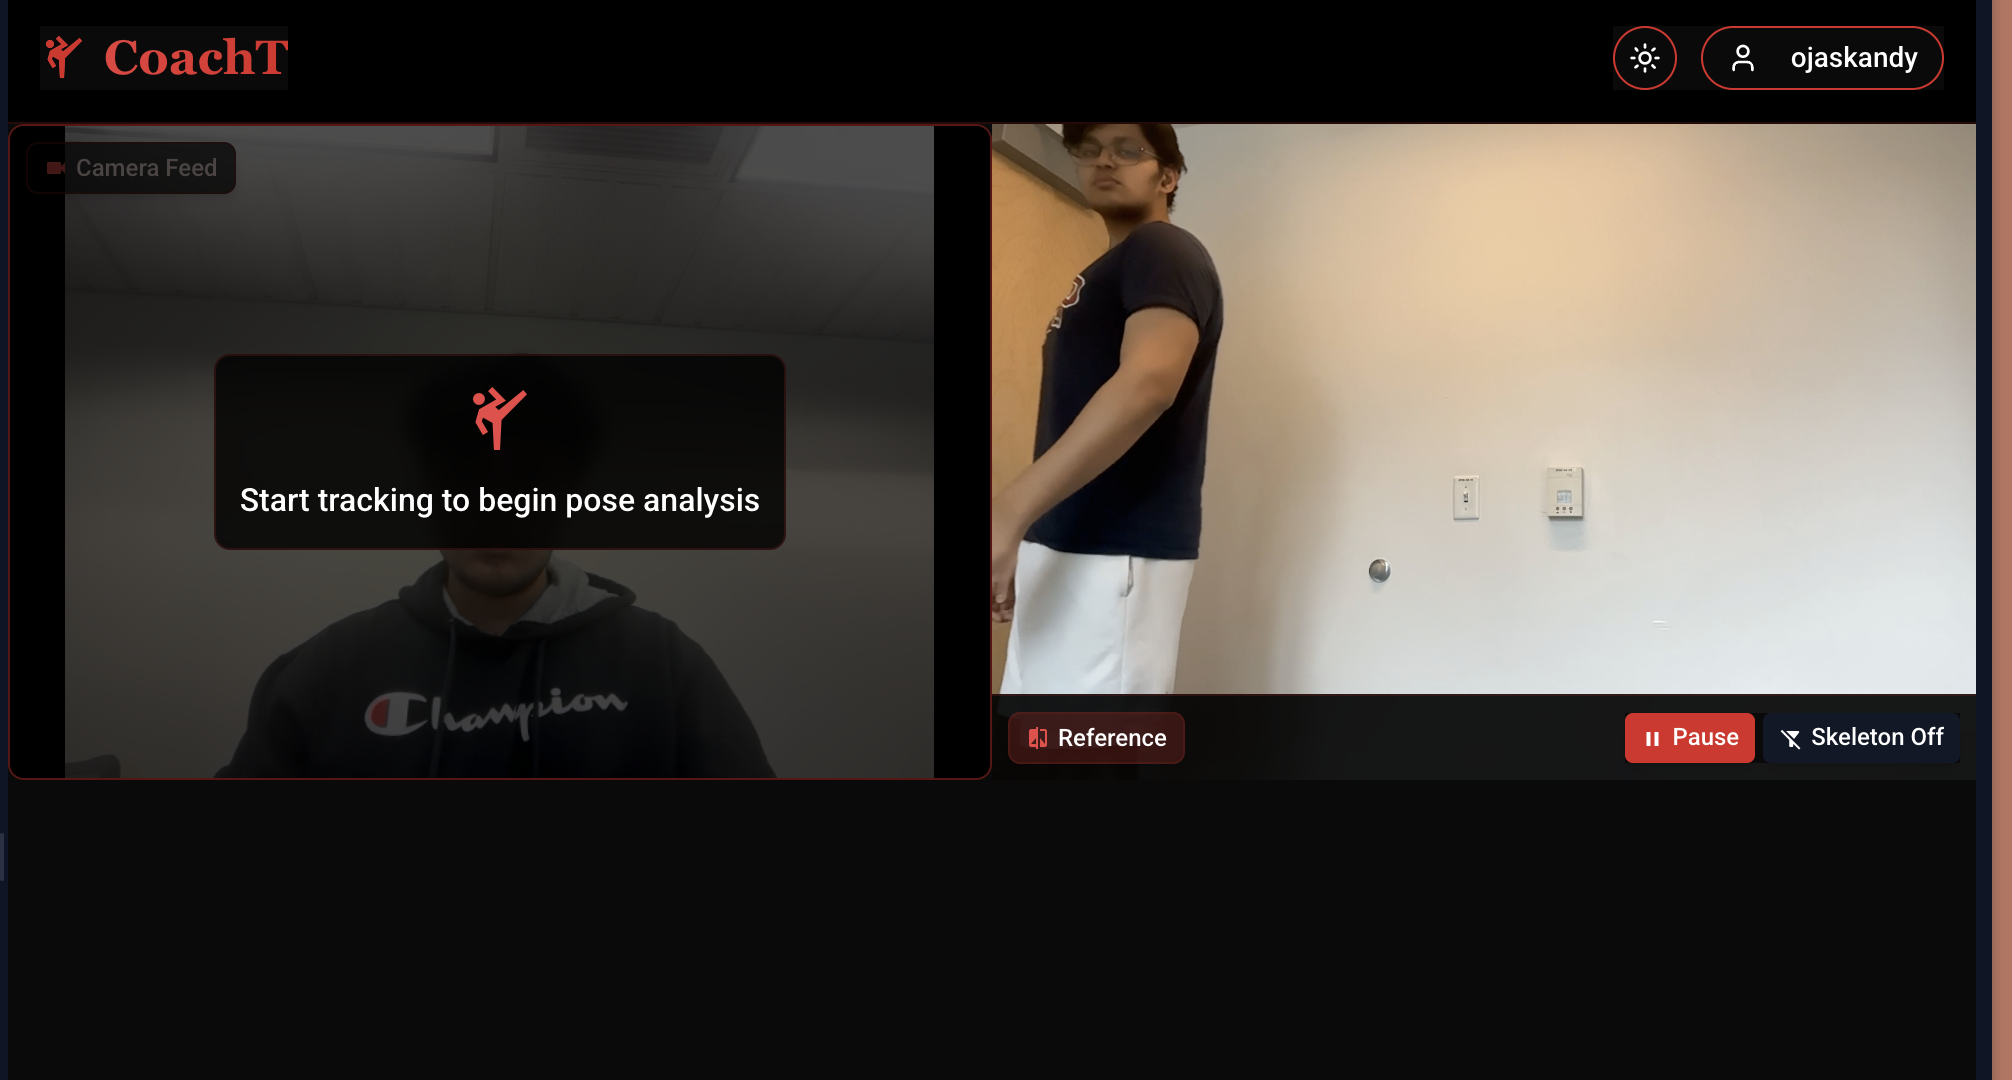 CoachT
ojaskandy
Camera Feed
Start tracking to begin pose analysis
Champion
Reference
Pause
Skeleton Off